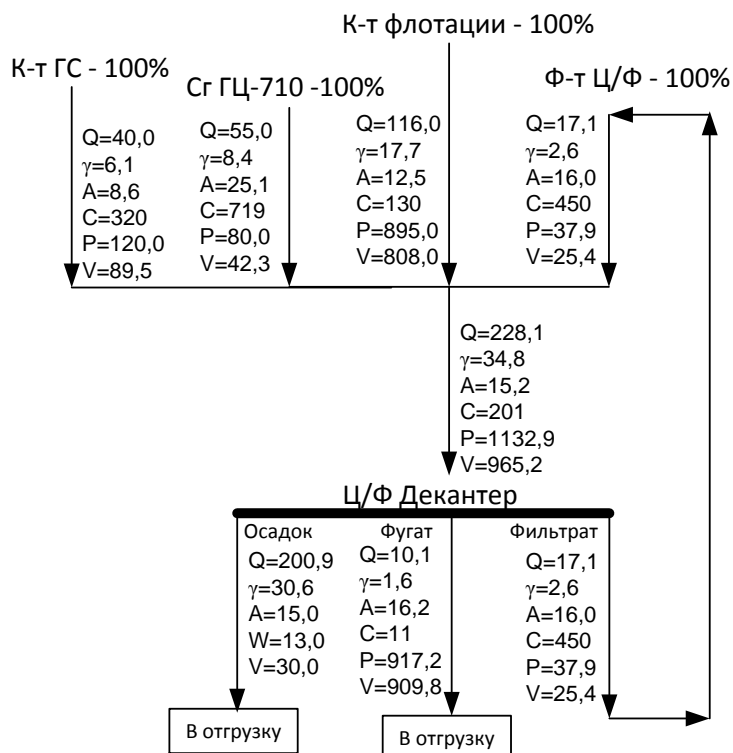 К-т флотации - 100%
К-т ГС - 100%
Сг ГЦ-710 -100%
Ф-т Ц/Ф - 100%
Q=40,0
γ=6,1
A=8,6
C=320
P=120,0
V=89,5
Q=55,0
γ=8,4
A=25,1
C=719
P=80,0
V=42,3
Q=116,0
γ=17,7
A=12,5
C=130
P=895,0
V=808,0
Q=17,1
γ=2,6
A=16,0
C=450
P=37,9
V=25,4
Q=228,1
γ=34,8
A=15,2
C=201
P=1132,9
V=965,2
Ц/Ф Декантер
Осадок
Q=200,9
γ=30,6
A=15,0
W=13,0
V=30,0
Фугат
Q=10,1
γ=1,6
A=16,2
C=11
P=917,2
V=909,8
Фильтрат
Q=17,1
γ=2,6
A=16,0
C=450
P=37,9
V=25,4
В отгрузку
В отгрузку